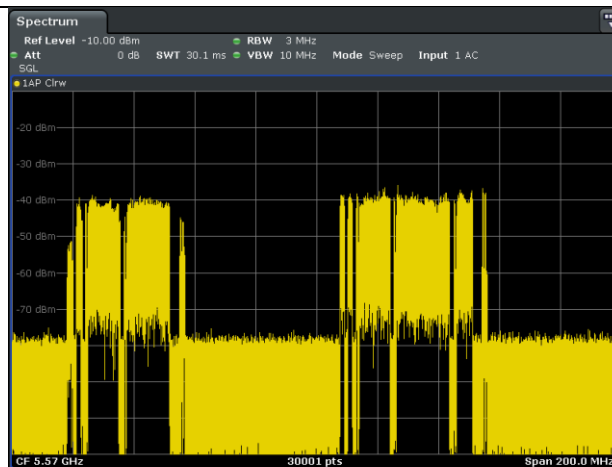 Spectrum
Ref Level -10.00 dBm RBW 3 MHz
Att 0 dB SWT 30.1 ms VBW 10 MHz Mode Sweep Input 1 AC
SGL
1AP Clrw
-20 dBm
-30 dBm
-40 dBm
-50 dBm
-60 dBm
-70 dBm
CF 5.57 GHz 30001 pts Span 200.0 MHz